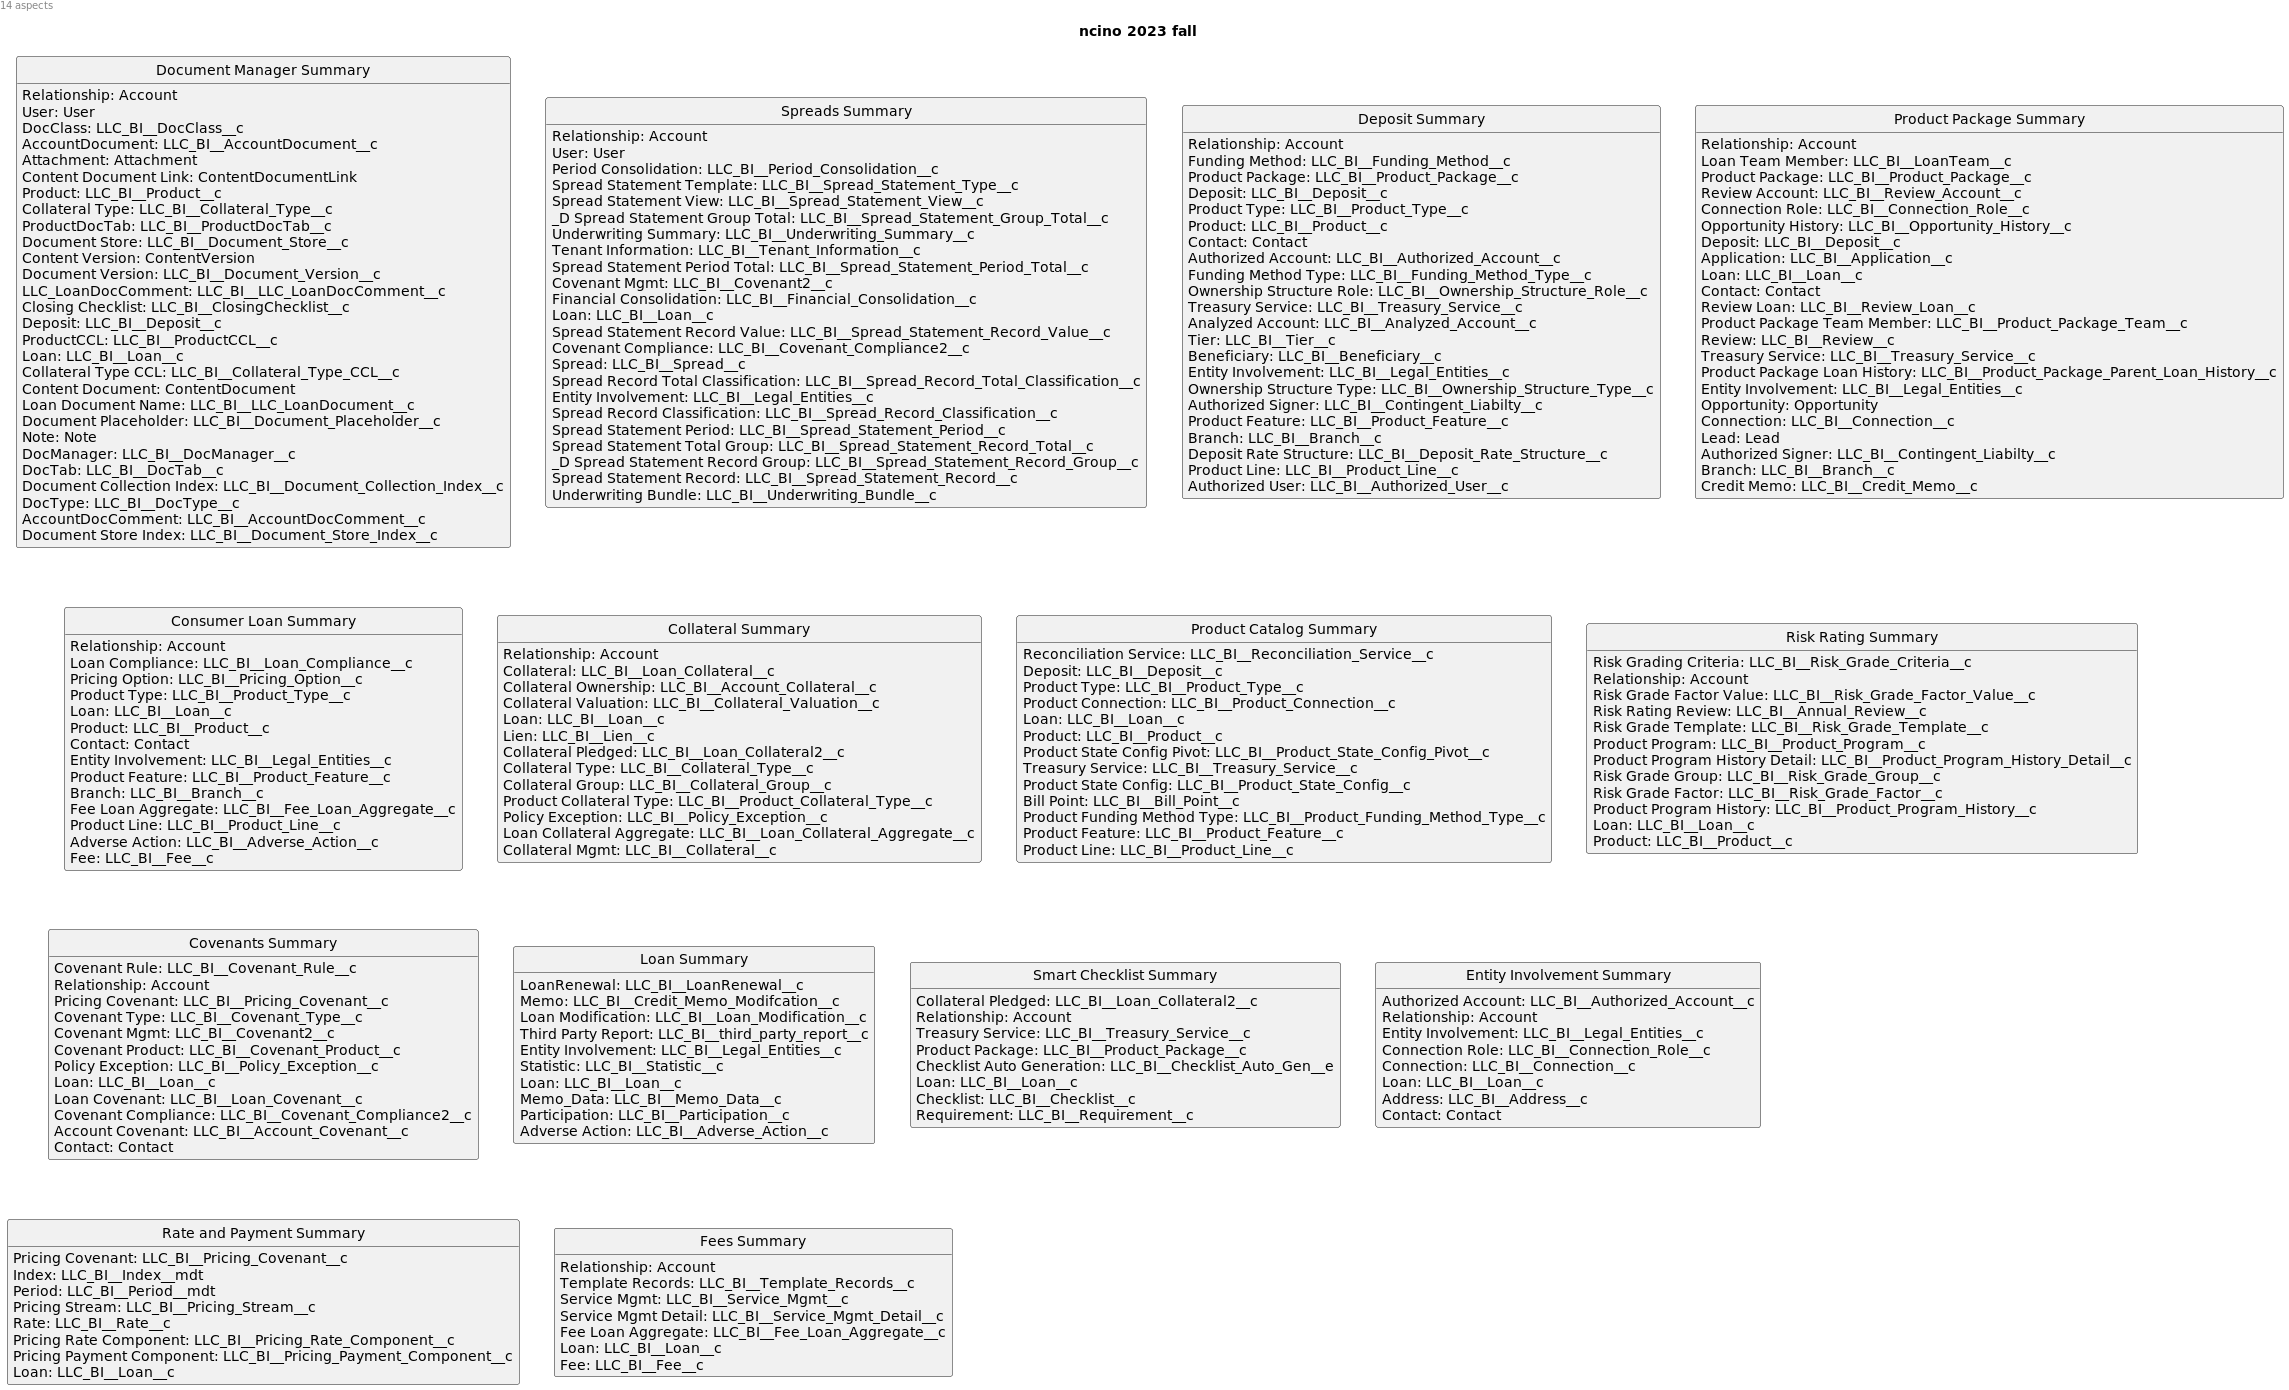 14 aspects
ncino 2023 fall
Document Manager Summary
Relationship: Account
User: User
DocClass: LLC_BI__DocClass__c
AccountDocument: LLC_BI__AccountDocument__c
Attachment: Attachment
Content Document Link: ContentDocumentLink
Product: LLC_BI__Product__c
Collateral Type: LLC_BI__Collateral_Type__c
ProductDocTab: LLC_BI__ProductDocTab__c
Document Store: LLC_BI__Document_Store__c
Content Version: ContentVersion
Document Version: LLC_BI__Document_Version__c
LLC_LoanDocComment: LLC_BI__LLC_LoanDocComment__c
Closing Checklist: LLC_BI__ClosingChecklist__c
Deposit: LLC_BI__Deposit__c
ProductCCL: LLC_BI__ProductCCL__c
Loan: LLC_BI__Loan__c
Collateral Type CCL: LLC_BI__Collateral_Type_CCL__c
Content Document: ContentDocument
Loan Document Name: LLC_BI__LLC_LoanDocument__c
Document Placeholder: LLC_BI__Document_Placeholder__c
Note: Note
DocManager: LLC_BI__DocManager__c
DocTab: LLC_BI__DocTab__c
Document Collection Index: LLC_BI__Document_Collection_Index__c
DocType: LLC_BI__DocType__c
AccountDocComment: LLC_BI__AccountDocComment__c
Document Store Index: LLC_BI__Document_Store_Index__c
Spreads Summary
Relationship: Account
User: User
Period Consolidation: LLC_BI__Period_Consolidation__c
Spread Statement Template: LLC_BI__Spread_Statement_Type__c
Spread Statement View: LLC_BI__Spread_Statement_View__c
_D Spread Statement Group Total: LLC_BI__Spread_Statement_Group_Total__c
Underwriting Summary: LLC_BI__Underwriting_Summary__c
Tenant Information: LLC_BI__Tenant_Information__c
Spread Statement Period Total: LLC_BI__Spread_Statement_Period_Total__c
Covenant Mgmt: LLC_BI__Covenant2__c
Financial Consolidation: LLC_BI__Financial_Consolidation__c
Loan: LLC_BI__Loan__c
Spread Statement Record Value: LLC_BI__Spread_Statement_Record_Value__c
Covenant Compliance: LLC_BI__Covenant_Compliance2__c
Spread: LLC_BI__Spread__c
Spread Record Total Classification: LLC_BI__Spread_Record_Total_Classification__c
Entity Involvement: LLC_BI__Legal_Entities__c
Spread Record Classification: LLC_BI__Spread_Record_Classification__c
Spread Statement Period: LLC_BI__Spread_Statement_Period__c
Spread Statement Total Group: LLC_BI__Spread_Statement_Record_Total__c
_D Spread Statement Record Group: LLC_BI__Spread_Statement_Record_Group__c
Spread Statement Record: LLC_BI__Spread_Statement_Record__c
Underwriting Bundle: LLC_BI__Underwriting_Bundle__c
Deposit Summary
Relationship: Account
Funding Method: LLC_BI__Funding_Method__c
Product Package: LLC_BI__Product_Package__c
Deposit: LLC_BI__Deposit__c
Product Type: LLC_BI__Product_Type__c
Product: LLC_BI__Product__c
Contact: Contact
Authorized Account: LLC_BI__Authorized_Account__c
Funding Method Type: LLC_BI__Funding_Method_Type__c
Ownership Structure Role: LLC_BI__Ownership_Structure_Role__c
Treasury Service: LLC_BI__Treasury_Service__c
Analyzed Account: LLC_BI__Analyzed_Account__c
Tier: LLC_BI__Tier__c
Beneficiary: LLC_BI__Beneficiary__c
Entity Involvement: LLC_BI__Legal_Entities__c
Ownership Structure Type: LLC_BI__Ownership_Structure_Type__c
Authorized Signer: LLC_BI__Contingent_Liabilty__c
Product Feature: LLC_BI__Product_Feature__c
Branch: LLC_BI__Branch__c
Deposit Rate Structure: LLC_BI__Deposit_Rate_Structure__c
Product Line: LLC_BI__Product_Line__c
Authorized User: LLC_BI__Authorized_User__c
Product Package Summary
Relationship: Account
Loan Team Member: LLC_BI__LoanTeam__c
Product Package: LLC_BI__Product_Package__c
Review Account: LLC_BI__Review_Account__c
Connection Role: LLC_BI__Connection_Role__c
Opportunity History: LLC_BI__Opportunity_History__c
Deposit: LLC_BI__Deposit__c
Application: LLC_BI__Application__c
Loan: LLC_BI__Loan__c
Contact: Contact
Review Loan: LLC_BI__Review_Loan__c
Product Package Team Member: LLC_BI__Product_Package_Team__c
Review: LLC_BI__Review__c
Treasury Service: LLC_BI__Treasury_Service__c
Product Package Loan History: LLC_BI__Product_Package_Parent_Loan_History__c
Entity Involvement: LLC_BI__Legal_Entities__c
Opportunity: Opportunity
Connection: LLC_BI__Connection__c
Lead: Lead
Authorized Signer: LLC_BI__Contingent_Liabilty__c
Branch: LLC_BI__Branch__c
Credit Memo: LLC_BI__Credit_Memo__c
Consumer Loan Summary
Relationship: Account
Loan Compliance: LLC_BI__Loan_Compliance__c
Pricing Option: LLC_BI__Pricing_Option__c
Product Type: LLC_BI__Product_Type__c
Loan: LLC_BI__Loan__c
Product: LLC_BI__Product__c
Contact: Contact
Entity Involvement: LLC_BI__Legal_Entities__c
Product Feature: LLC_BI__Product_Feature__c
Branch: LLC_BI__Branch__c
Fee Loan Aggregate: LLC_BI__Fee_Loan_Aggregate__c
Product Line: LLC_BI__Product_Line__c
Adverse Action: LLC_BI__Adverse_Action__c
Fee: LLC_BI__Fee__c
Collateral Summary
Relationship: Account
Collateral: LLC_BI__Loan_Collateral__c
Collateral Ownership: LLC_BI__Account_Collateral__c
Collateral Valuation: LLC_BI__Collateral_Valuation__c
Loan: LLC_BI__Loan__c
Lien: LLC_BI__Lien__c
Collateral Pledged: LLC_BI__Loan_Collateral2__c
Collateral Type: LLC_BI__Collateral_Type__c
Collateral Group: LLC_BI__Collateral_Group__c
Product Collateral Type: LLC_BI__Product_Collateral_Type__c
Policy Exception: LLC_BI__Policy_Exception__c
Loan Collateral Aggregate: LLC_BI__Loan_Collateral_Aggregate__c
Collateral Mgmt: LLC_BI__Collateral__c
Product Catalog Summary
Reconciliation Service: LLC_BI__Reconciliation_Service__c
Deposit: LLC_BI__Deposit__c
Product Type: LLC_BI__Product_Type__c
Product Connection: LLC_BI__Product_Connection__c
Loan: LLC_BI__Loan__c
Product: LLC_BI__Product__c
Product State Config Pivot: LLC_BI__Product_State_Config_Pivot__c
Treasury Service: LLC_BI__Treasury_Service__c
Product State Config: LLC_BI__Product_State_Config__c
Bill Point: LLC_BI__Bill_Point__c
Product Funding Method Type: LLC_BI__Product_Funding_Method_Type__c
Product Feature: LLC_BI__Product_Feature__c
Product Line: LLC_BI__Product_Line__c
Risk Rating Summary
Risk Grading Criteria: LLC_BI__Risk_Grade_Criteria__c
Relationship: Account
Risk Grade Factor Value: LLC_BI__Risk_Grade_Factor_Value__c
Risk Rating Review: LLC_BI__Annual_Review__c
Risk Grade Template: LLC_BI__Risk_Grade_Template__c
Product Program: LLC_BI__Product_Program__c
Product Program History Detail: LLC_BI__Product_Program_History_Detail__c
Risk Grade Group: LLC_BI__Risk_Grade_Group__c
Risk Grade Factor: LLC_BI__Risk_Grade_Factor__c
Product Program History: LLC_BI__Product_Program_History__c
Loan: LLC_BI__Loan__c
Product: LLC_BI__Product__c
Covenants Summary
Covenant Rule: LLC_BI__Covenant_Rule__c
Relationship: Account
Pricing Covenant: LLC_BI__Pricing_Covenant__c
Covenant Type: LLC_BI__Covenant_Type__c
Covenant Mgmt: LLC_BI__Covenant2__c
Covenant Product: LLC_BI__Covenant_Product__c
Policy Exception: LLC_BI__Policy_Exception__c
Loan: LLC_BI__Loan__c
Loan Covenant: LLC_BI__Loan_Covenant__c
Covenant Compliance: LLC_BI__Covenant_Compliance2__c
Account Covenant: LLC_BI__Account_Covenant__c
Contact: Contact
Loan Summary
LoanRenewal: LLC_BI__LoanRenewal__c
Memo: LLC_BI__Credit_Memo_Modifcation__c
Loan Modification: LLC_BI__Loan_Modification__c
Third Party Report: LLC_BI__third_party_report__c
Entity Involvement: LLC_BI__Legal_Entities__c
Statistic: LLC_BI__Statistic__c
Loan: LLC_BI__Loan__c
Memo_Data: LLC_BI__Memo_Data__c
Participation: LLC_BI__Participation__c
Adverse Action: LLC_BI__Adverse_Action__c
Smart Checklist Summary
Collateral Pledged: LLC_BI__Loan_Collateral2__c
Relationship: Account
Treasury Service: LLC_BI__Treasury_Service__c
Product Package: LLC_BI__Product_Package__c
Checklist Auto Generation: LLC_BI__Checklist_Auto_Gen__e
Loan: LLC_BI__Loan__c
Checklist: LLC_BI__Checklist__c
Requirement: LLC_BI__Requirement__c
Entity Involvement Summary
Authorized Account: LLC_BI__Authorized_Account__c
Relationship: Account
Entity Involvement: LLC_BI__Legal_Entities__c
Connection Role: LLC_BI__Connection_Role__c
Connection: LLC_BI__Connection__c
Loan: LLC_BI__Loan__c
Address: LLC_BI__Address__c
Contact: Contact
Rate and Payment Summary
Pricing Covenant: LLC_BI__Pricing_Covenant__c
Index: LLC_BI__Index__mdt
Period: LLC_BI__Period__mdt
Pricing Stream: LLC_BI__Pricing_Stream__c
Rate: LLC_BI__Rate__c
Pricing Rate Component: LLC_BI__Pricing_Rate_Component__c
Pricing Payment Component: LLC_BI__Pricing_Payment_Component__c
Loan: LLC_BI__Loan__c
Fees Summary
Relationship: Account
Template Records: LLC_BI__Template_Records__c
Service Mgmt: LLC_BI__Service_Mgmt__c
Service Mgmt Detail: LLC_BI__Service_Mgmt_Detail__c
Fee Loan Aggregate: LLC_BI__Fee_Loan_Aggregate__c
Loan: LLC_BI__Loan__c
Fee: LLC_BI__Fee__c